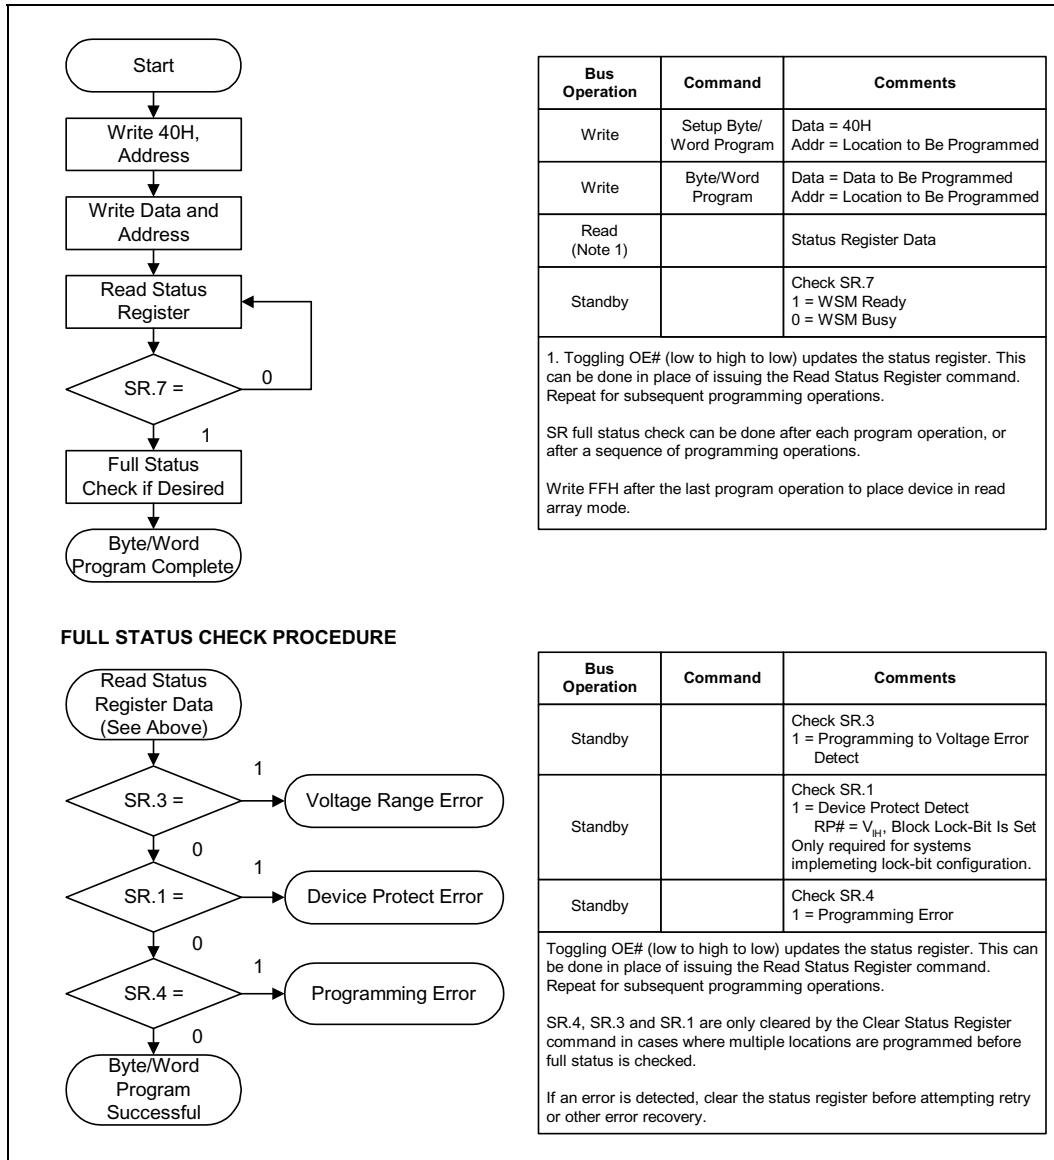 Start
Write 40H,
Address
Write Data and
Address
Read Status
Register
SR.7 =
0
1
Full Status
Check if Desired
Byte/Word
Program Complete
Bus
Operation
Command
Comments
Write
Setup Byte/
Word Program
Data = 40H
Addr = Location to Be Programmed
Write
Byte/Word
Program
Data = Data to Be Programmed
Addr = Location to Be Programmed
Read
(Note 1)
Status Register Data
Standby
Check SR.7
1 = WSM Ready
0 = WSM Busy
1. Toggling OE# (low to high to low) updates the status register. This
can be done in place of issuing the Read Status Register command.
Repeat for subsequent programming operations.
SR full status check can be done after each program operation, or
after a sequence of programming operations.
Write FFH after the last program operation to place device in read
array mode.
FULL STATUS CHECK PROCEDURE
Read Status
Register Data
(See Above)
SR.3 =
1
Voltage Range Error
0
SR.1 =
1
Device Protect Error
0
SR.4 =
1
Programming Error
0
Byte/Word
Program
Successful
Bus
Operation
Command
Comments
Standby
Check SR.3
1 = Programming to Voltage Error
Detect
Standby
Check SR.1
1 = Device Protect Detect
RP# = VIH, Block Lock-Bit Is Set
Only required for systems
implemeting lock-bit configuration.
Standby
Check SR.4
1 = Programming Error
Toggling OE# (low to high to low) updates the status register. This can
be done in place of issuing the Read Status Register command.
Repeat for subsequent programming operations.
SR.4, SR.3 and SR.1 are only cleared by the Clear Status Register
command in cases where multiple locations are programmed before
full status is checked.
If an error is detected, clear the status register before attempting retry
or other error recovery.